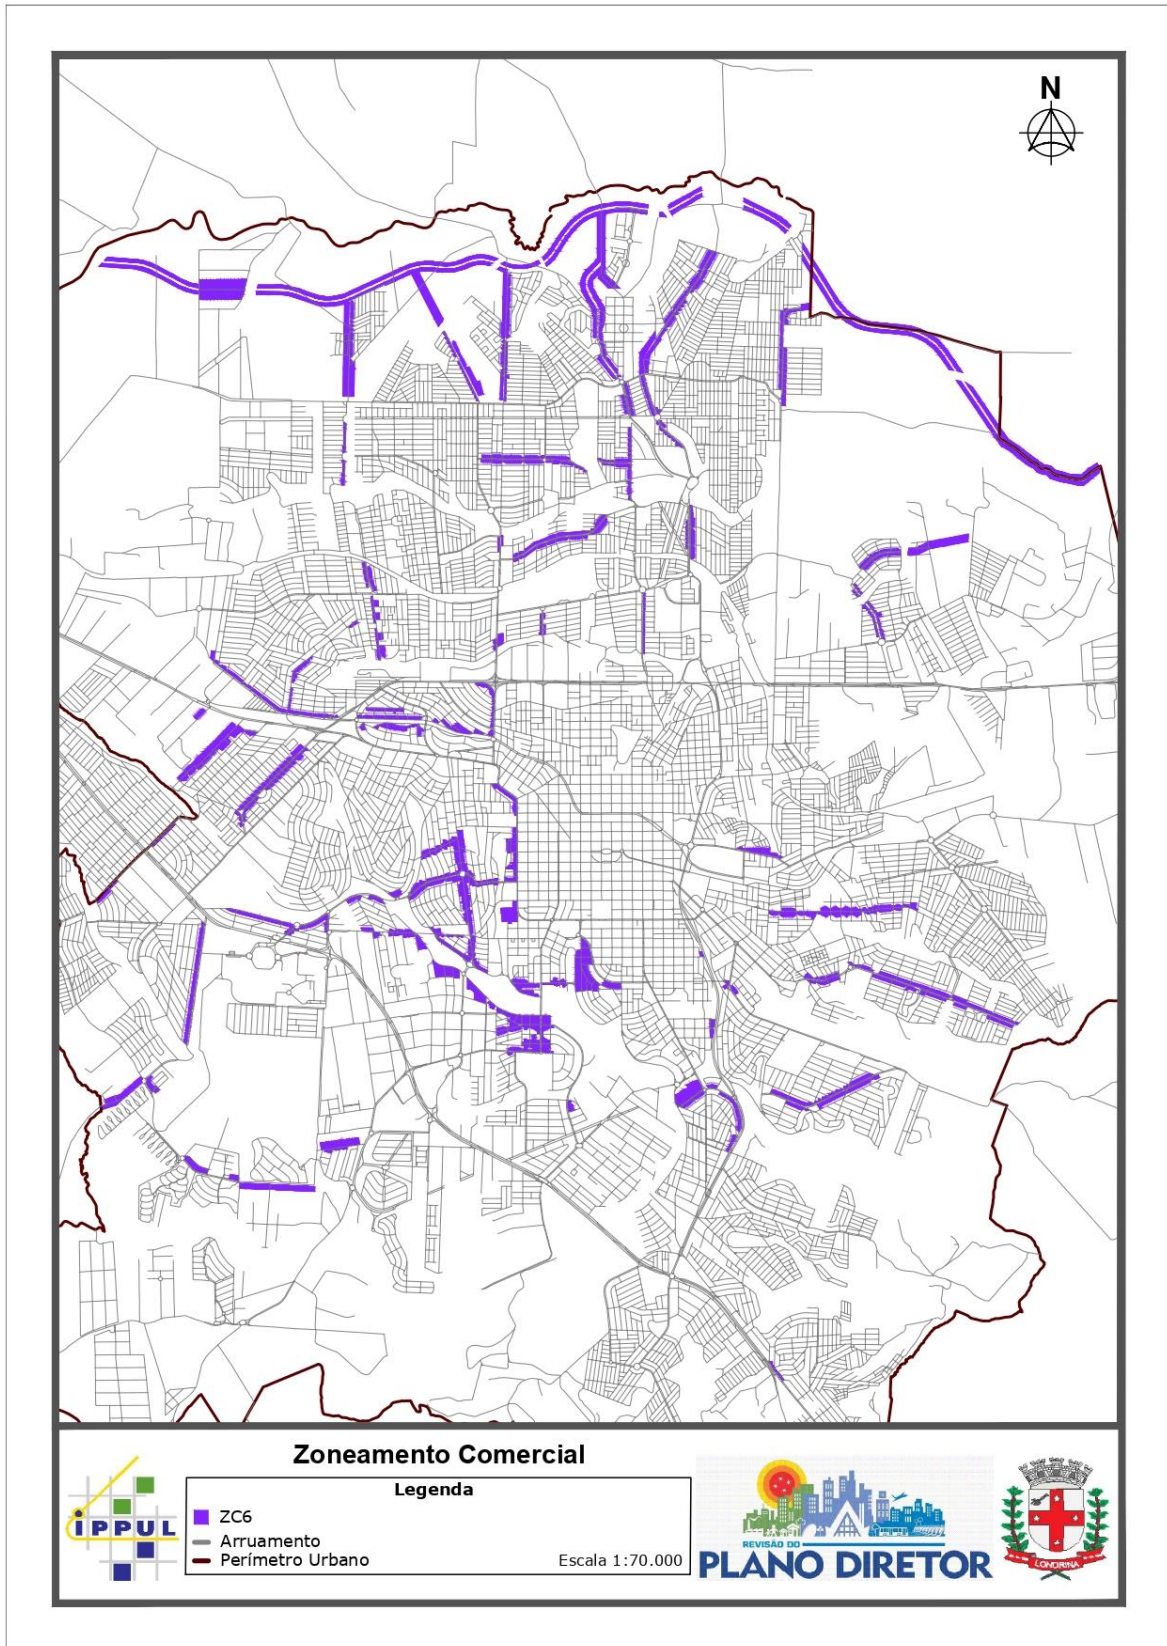 N
Zoneamento Comercial
Legenda
ZC6
Arruamento
Perímetro Urbano
Escala 1:70.000
iPPUL
REVISÃO DO
PLANO DIRETOR
LONDRINA